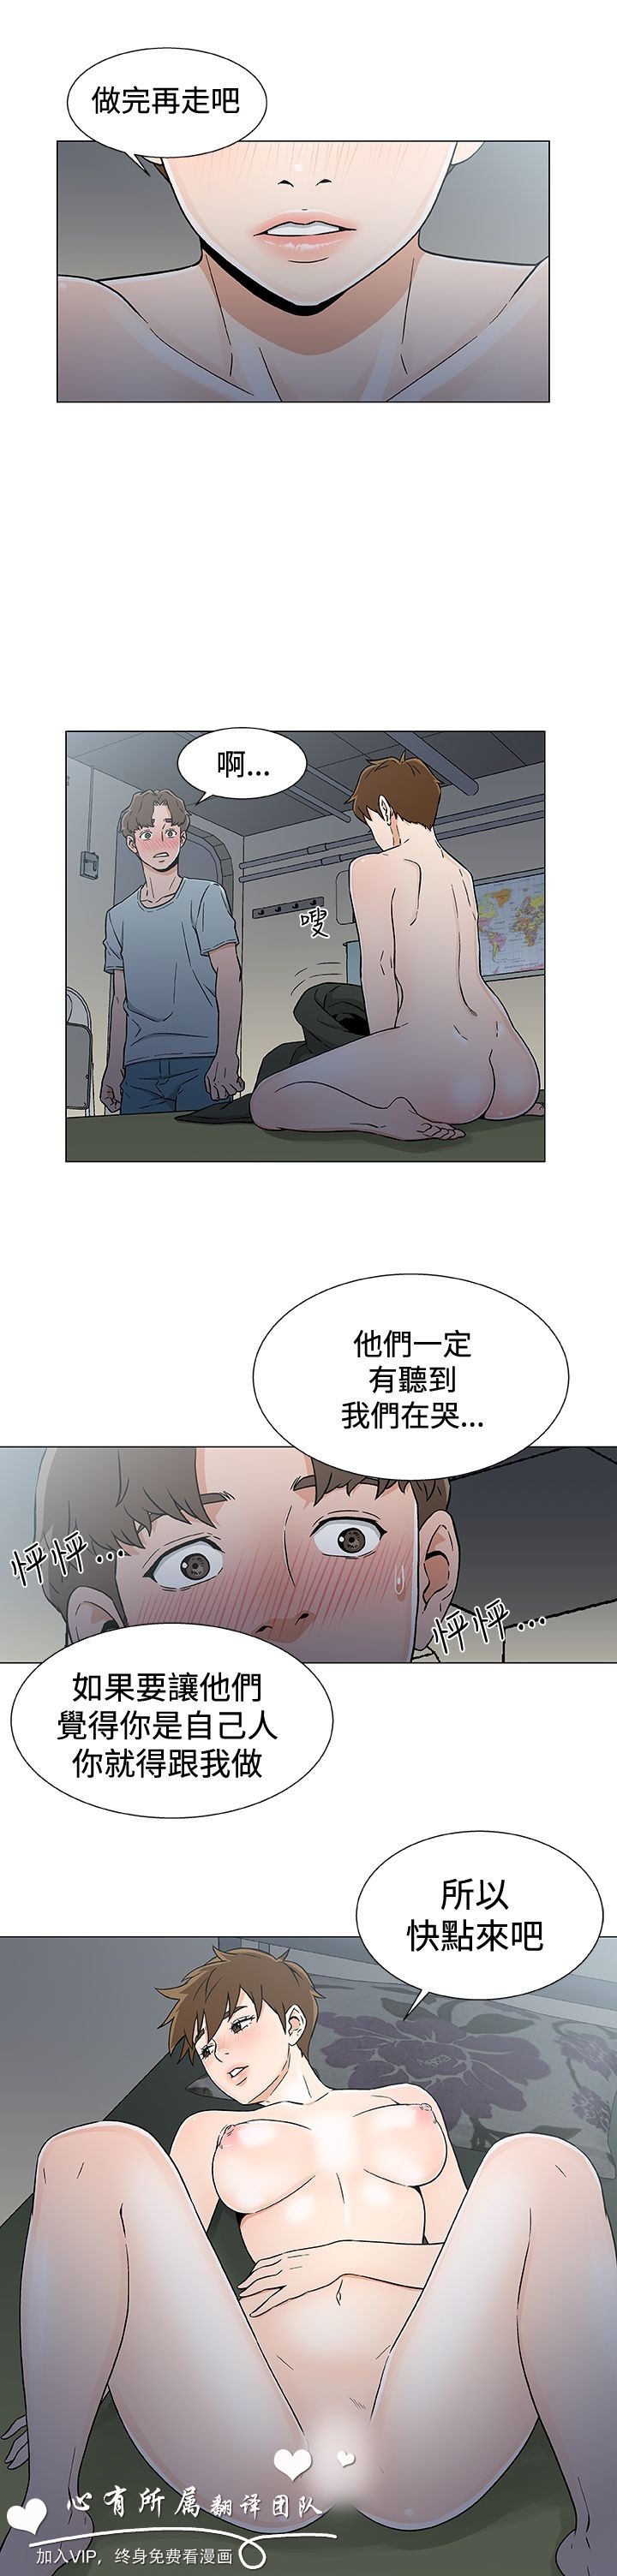 做完再走吧
啊...
嗖
他們一定
有聽到
我們在哭...
怦怦...
怦怦...
如果要讓他們
覺得你是自己人
你就得跟我做
所以
快點來吧
心有所属翻译团队
加入VIP，终身免费看漫画